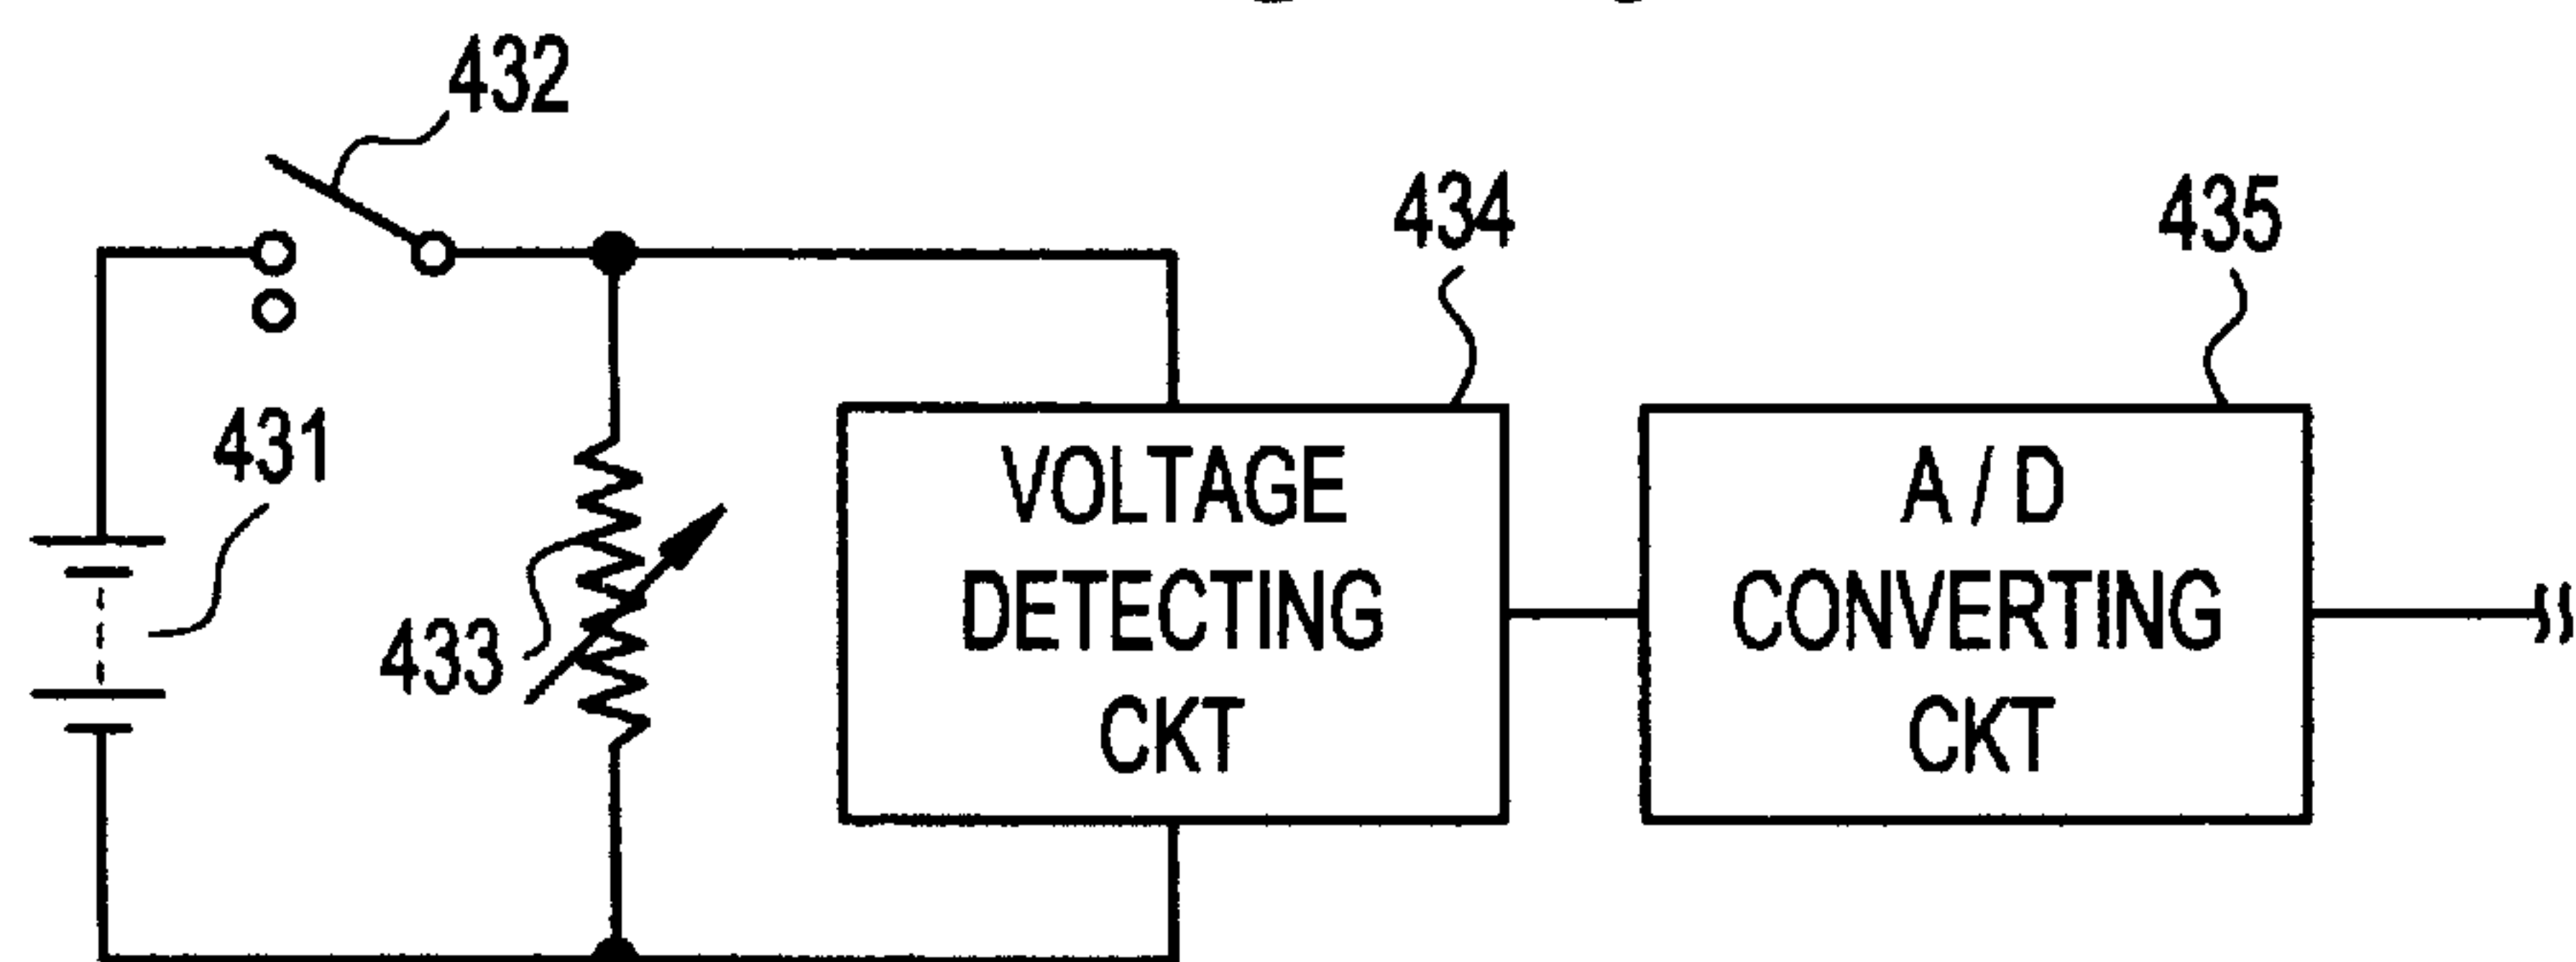 432
434
435
431
433
VOLTAGE
DETECTING
CKT
A / D
CONVERTING
CKT